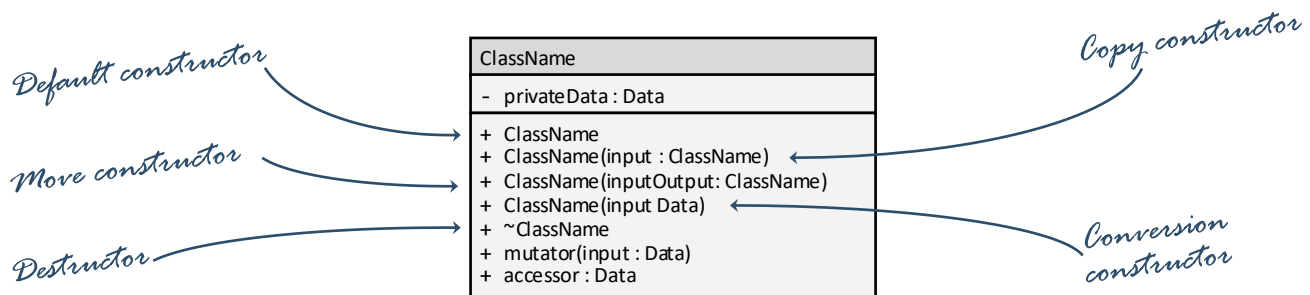 Default constructor
Move constructor
Destructor
ClassName
- privateData : Data
+ ClassName
+ ClassName(input : ClassName)
+ ClassName(inputOutput: ClassName)
+ ClassName(input Data)
+ ~ClassName
+ mutator(input : Data)
+ accessor : Data
Copy constructor
Conversion
constructor